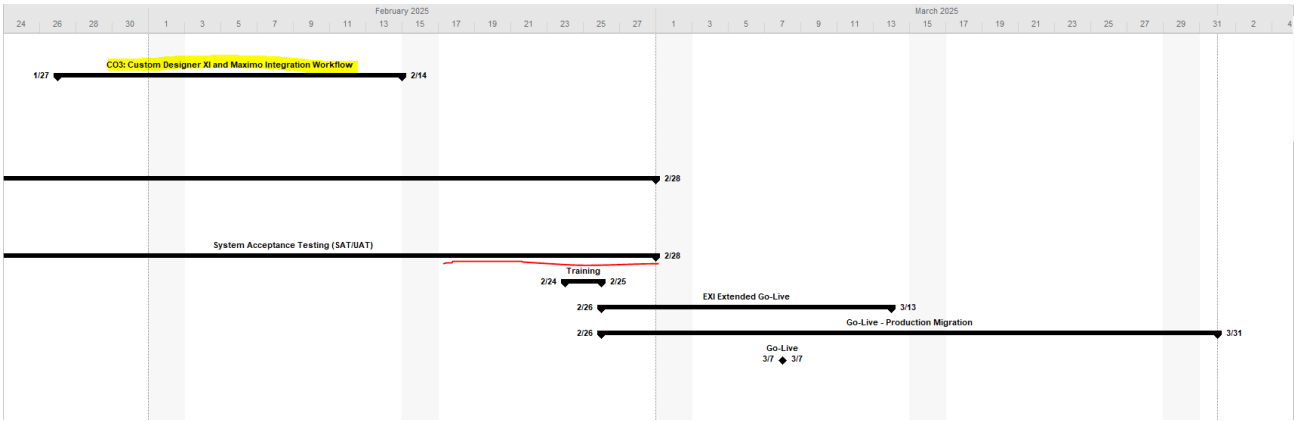 February 2025 March 2025
24 26 28 30 1 3 5 7 9 11 13 15 17 19 21 23 25 27 1 3 5 7 9 11 13 15 17 19 21 23 25 27 29 31 2 4
CO3: Custom Designer XI and Maximo Integration Workflow
1/27 2/14
2/28
System Acceptance Testing (SAT/UAT)
2/28
Training
2/24 2/25
EXI Extended Go-Live
2/26 3/13
Go-Live - Production Migration
2/26 3/31
Go-Live
3/7 3/7